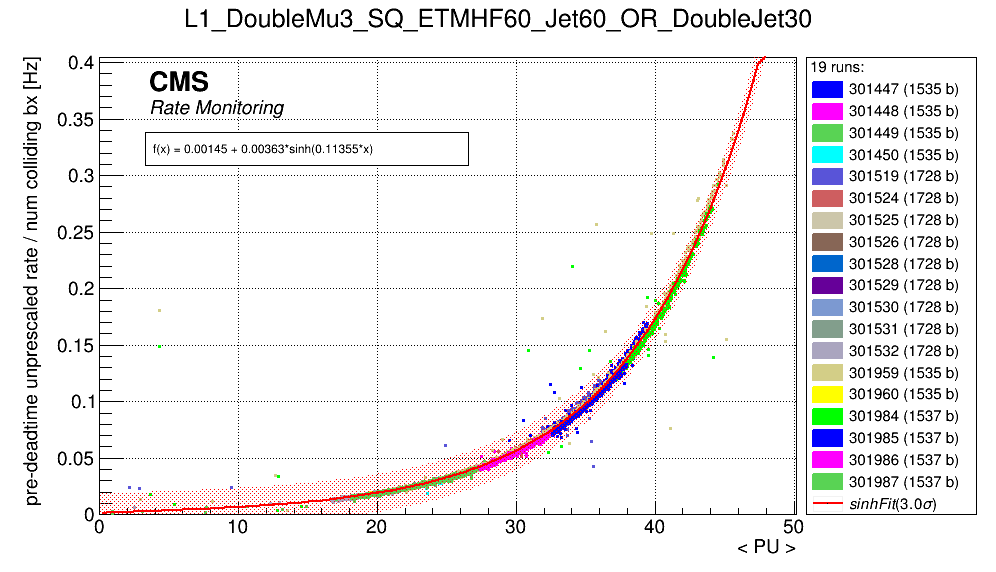 L1_DoubleMu3_SQ_ETMHF60_Jet60_OR_DoubleJet30
pre-deadtime unprescaled rate / num colliding bx [Hz]
0.4
0.35
0.3
0.25
0.2
0.15
0.1
0.05
0
CMS
Rate Monitoring
f(x) = 0.00145 + 0.00363*sinh(0.11355*x)
0 10 20 30 40 50
< PU >
19 runs:
301447 (1535 b)
301448 (1535 b)
301449 (1535 b)
301450 (1535 b)
301519 (1728 b)
301524 (1728 b)
301525 (1728 b)
301526 (1728 b)
301528 (1728 b)
301529 (1728 b)
301530 (1728 b)
301531 (1728 b)
301532 (1728 b)
301959 (1535 b)
301960 (1535 b)
301984 (1537 b)
301985 (1537 b)
301986 (1537 b)
301987 (1537 b)
sinhFit(3.0σ)